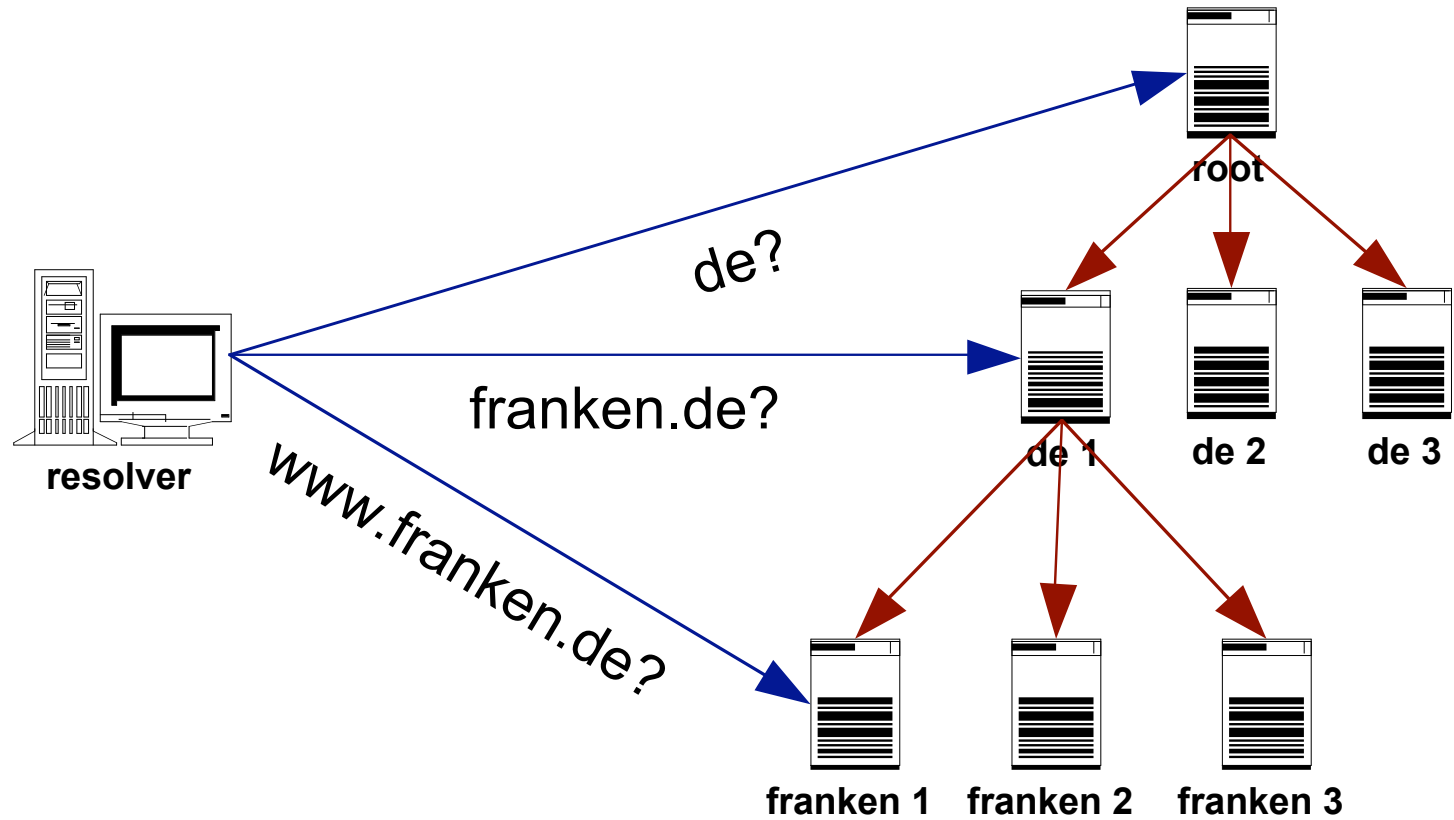 root
de?
franken.de?
resolver
www.franken.de?
de 1
de 2
de 3
franken 1
franken 2
franken 3